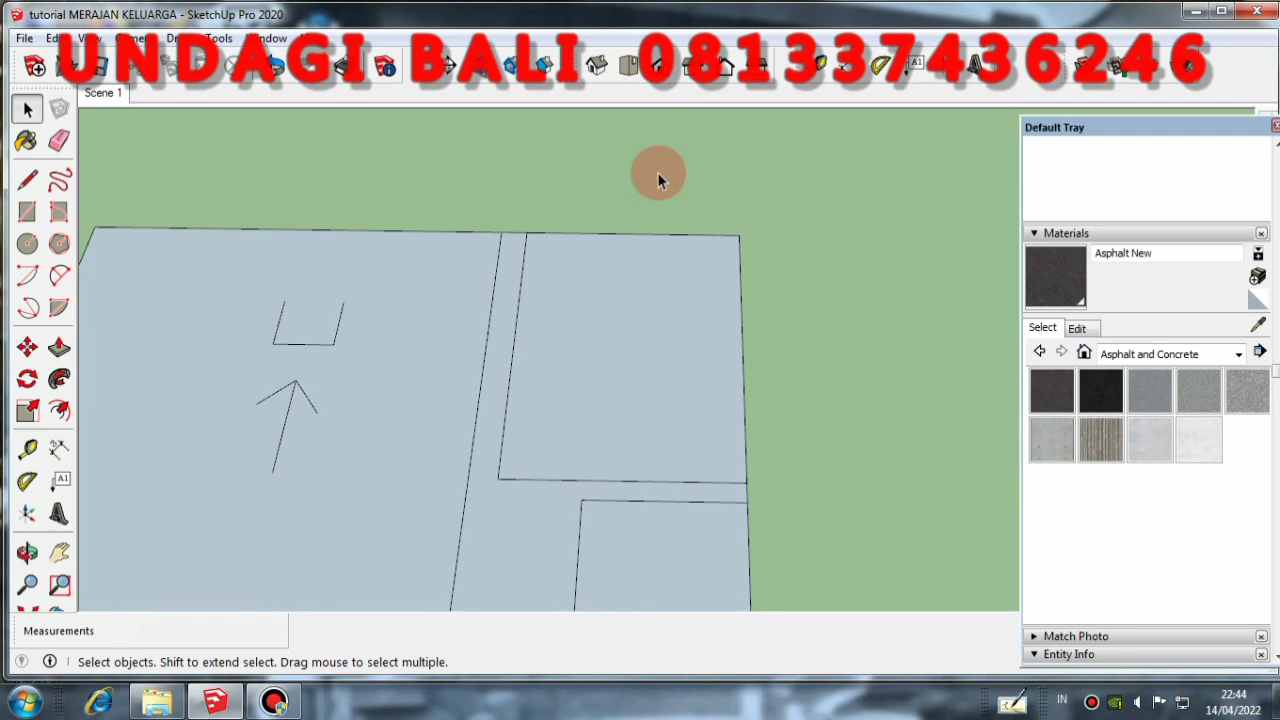 tutorial MERAJAN KELUARGA - SketchUp Pro 2020
File
Tools
UNDAGI BALI 081337436246
Scene 1
Default Tray
Materials
Asphalt New
Select Edit
Asphalt and Concrete
U
A1
Match Photo
Entity Info
Measurements
Select objects. Shift to extend select. Drag mouse to select multiple.
IN
22:44
14/04/2022